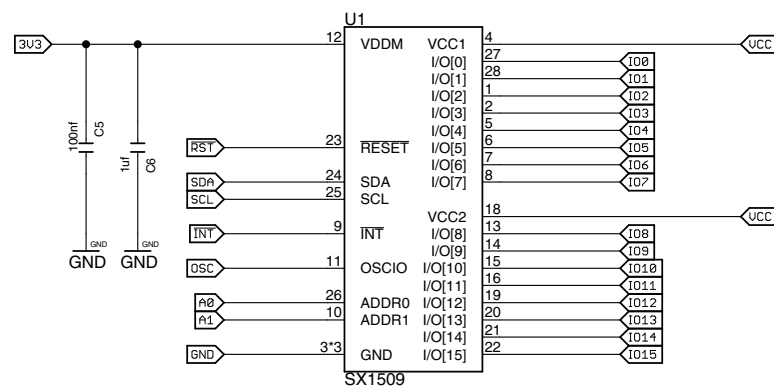 U1
3V3
12
VDDM
VCC1
4
VCC
I/O[0]
27
IO0
I/O[1]
28
IO1
I/O[2]
1
IO2
I/O[3]
2
IO3
I/O[4]
5
IO4
I/O[5]
6
IO5
I/O[6]
7
IO6
I/O[7]
8
IO7
100nf
C5
1uf
C6
GND
GND
GND
GND
RST
23
RESET
SDA
24
SDA
SCL
25
SCL
INT
9
INT
OSC
11
OSCIO
A0
26
ADDR0
A1
10
ADDR1
GND
3*3
GND
VCC2
18
VCC
I/O[8]
13
IO8
I/O[9]
14
IO9
I/O[10]
15
IO10
I/O[11]
16
IO11
I/O[12]
19
IO12
I/O[13]
20
IO13
I/O[14]
21
IO14
I/O[15]
22
IO15
SX1509